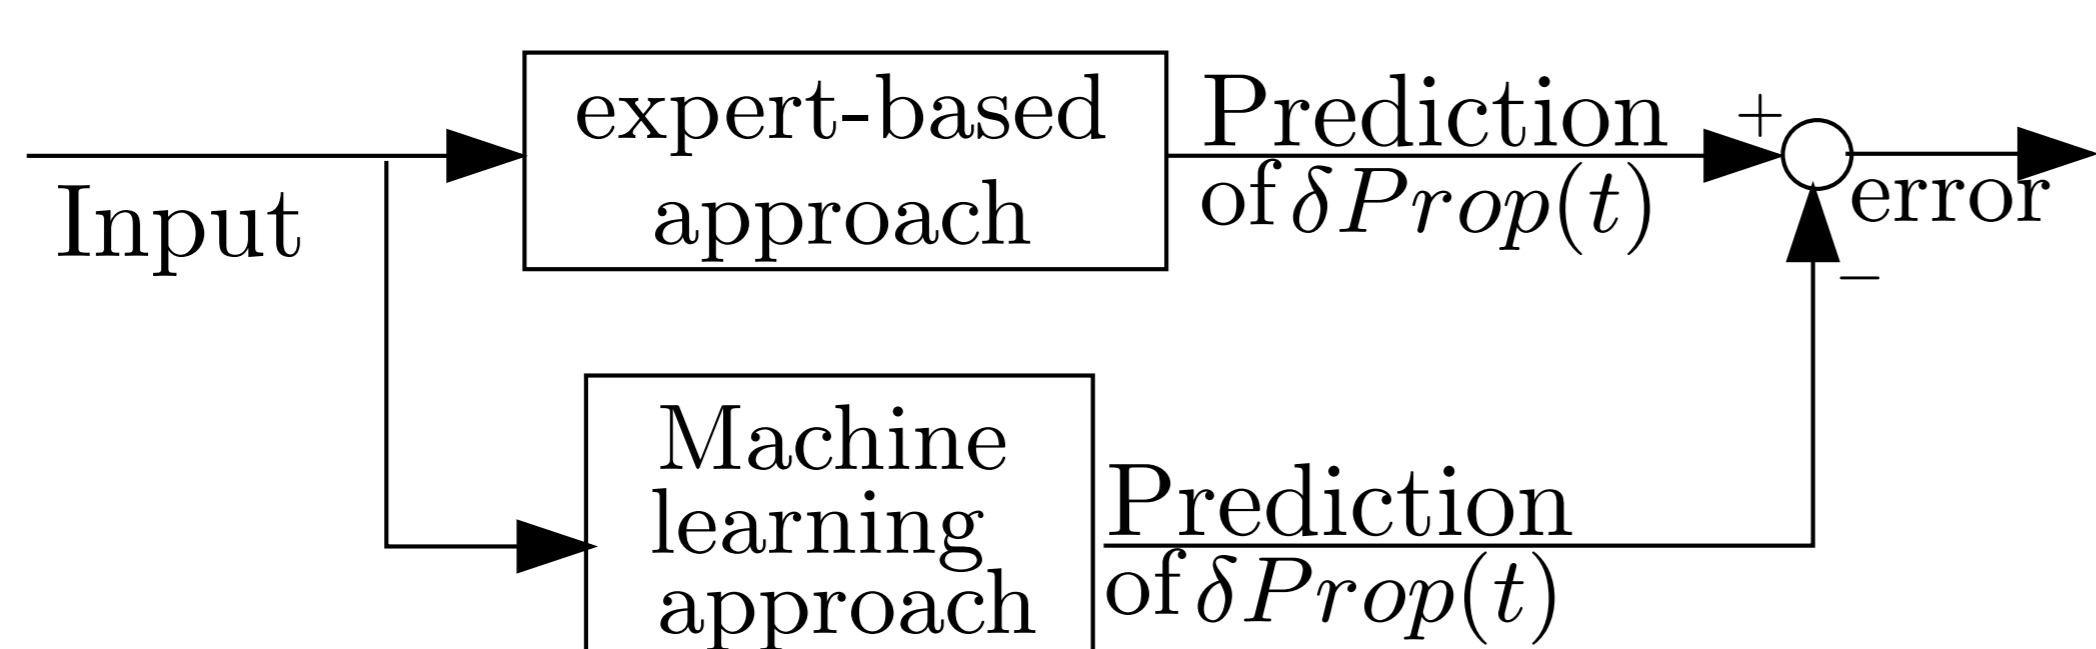 expert-based
approach
Prediction
of δProp(t)
+
Input
error
−
Machine
learning
approach
Prediction
of δProp(t)